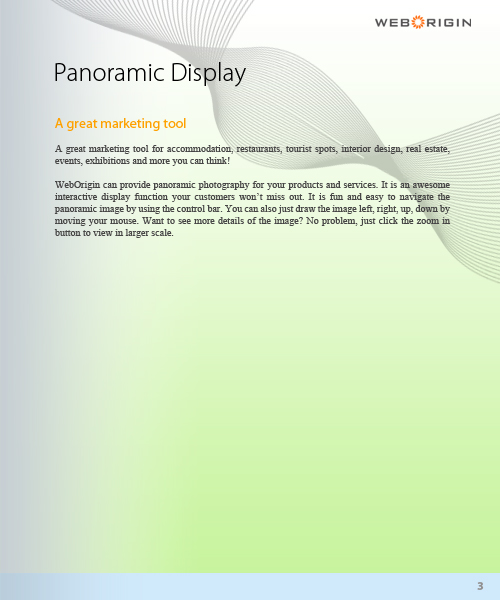 WEBORIGIN
Panoramic Display
A great marketing tool
A great marketing tool for accommodation, restaurants, tourist spots, interior design, real estate,
events, exhibitions and more you can think!
WebOrigin can provide panoramic photography for your products and services. It is an awesome
interactive display function your customers won't miss out. It is fun and easy to navigate the
panoramic image by using the control bar. You can also just draw the image left, right, up, down by
moving your mouse. Want to see more details of the image? No problem, just click the zoom in
button to view in larger scale.
3